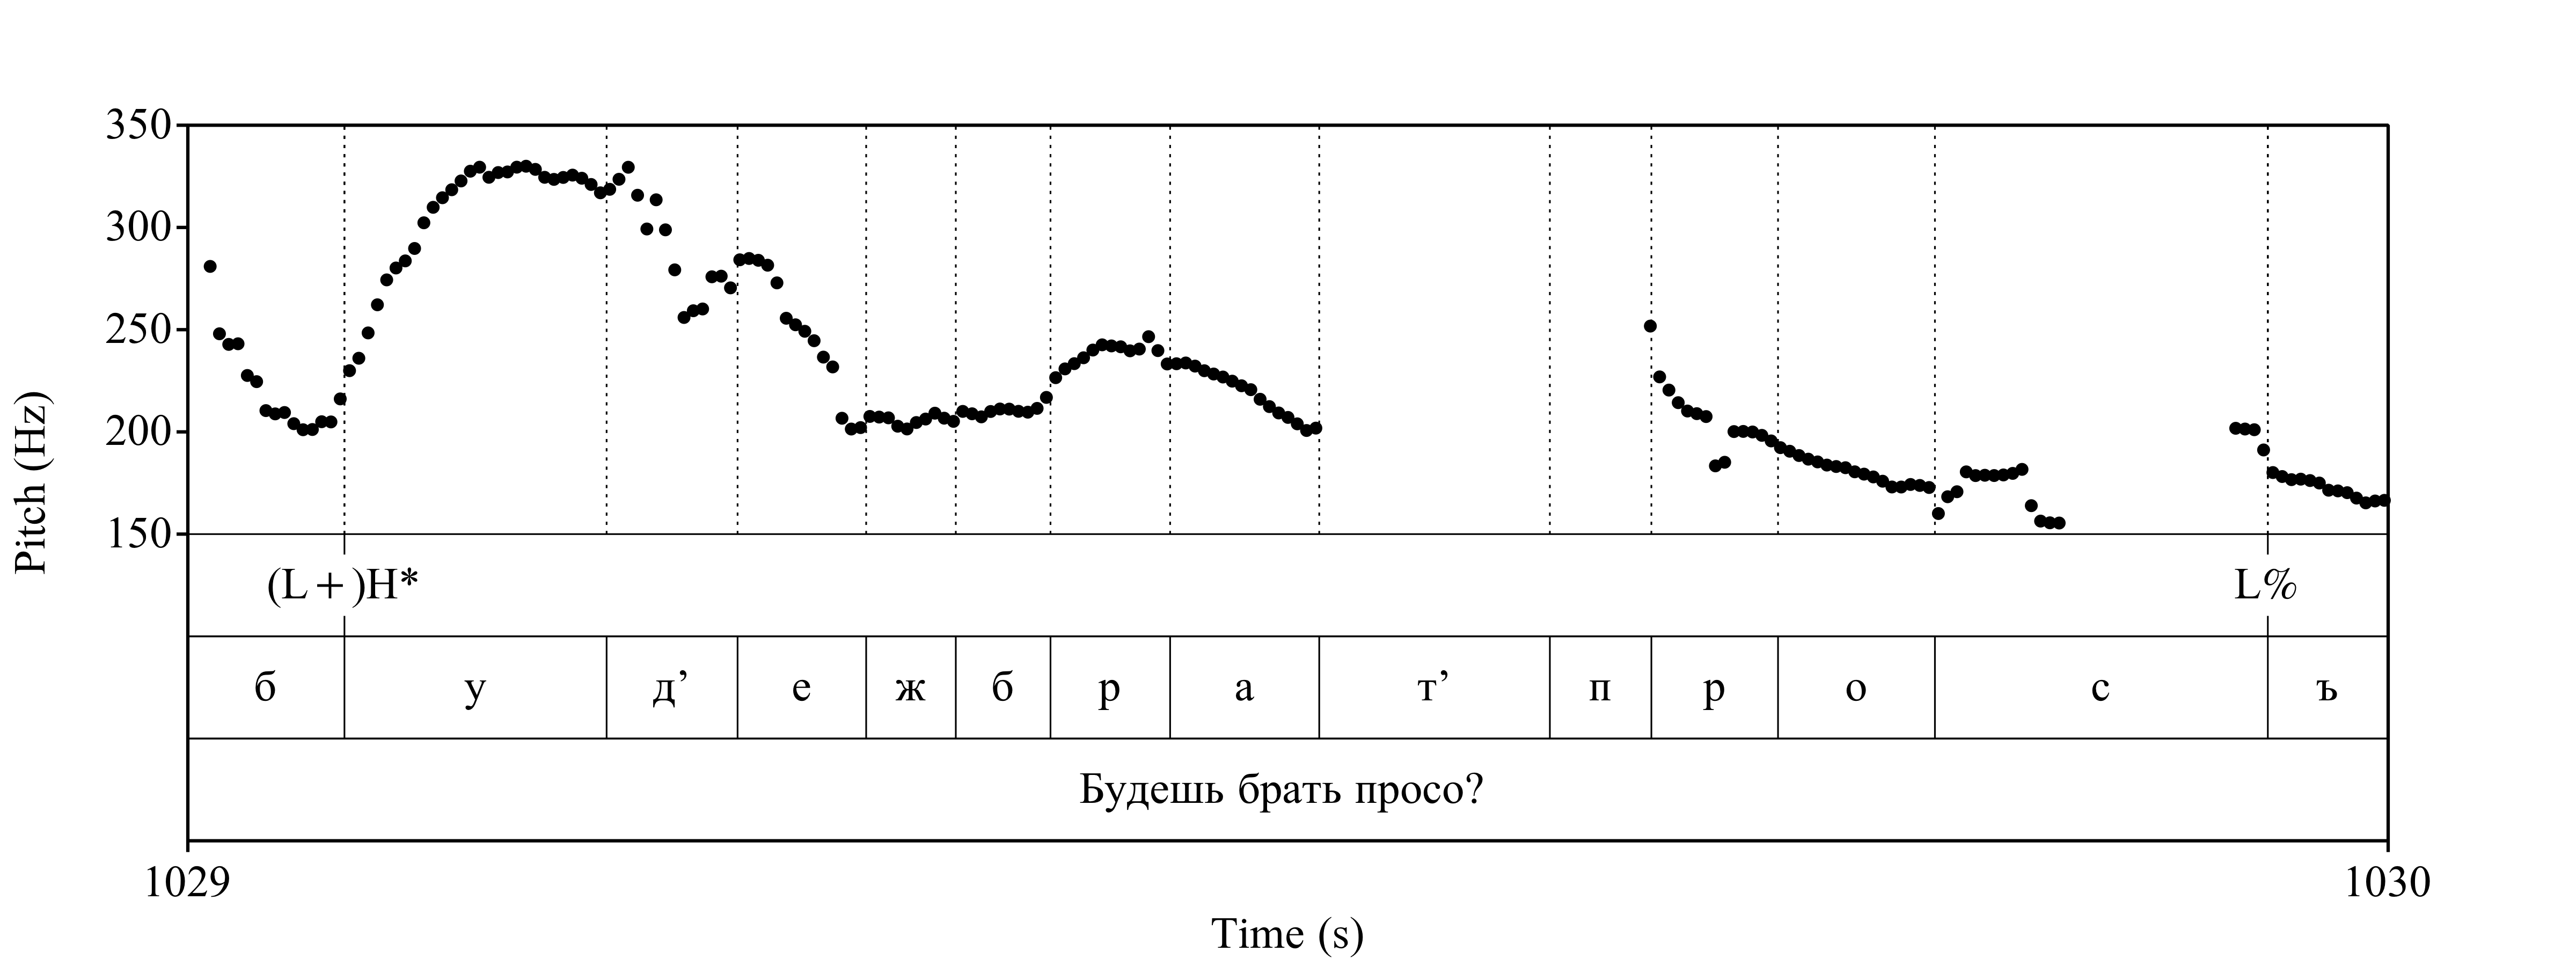 350
300
250
200
150
Pitch (Hz)
(L+)H* L%
б у д’ е ж б р а т’ п р о с ъ
Будешь брать просо?
1029 1030
Time (s)